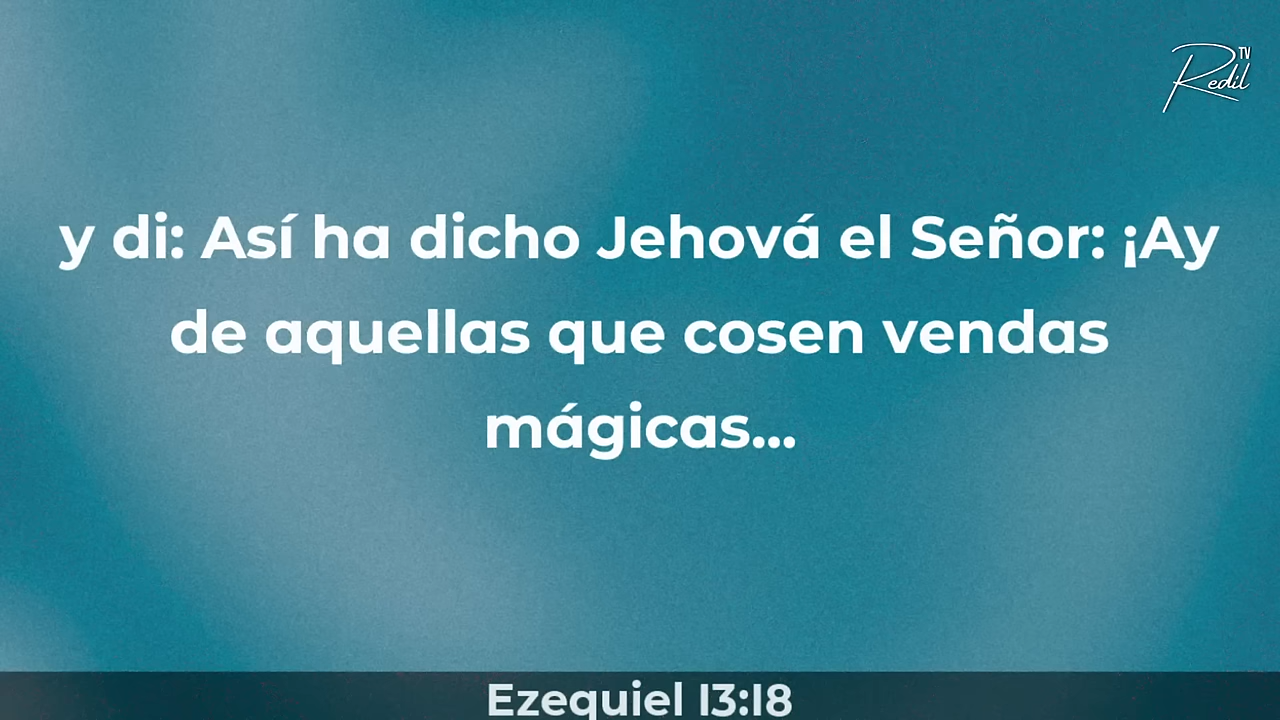 TV
Redil
y di: Así ha dicho Jehová el Señor: ¡Ay
de aquellas que cosen vendas
mágicas...
Ezequiel 13:18